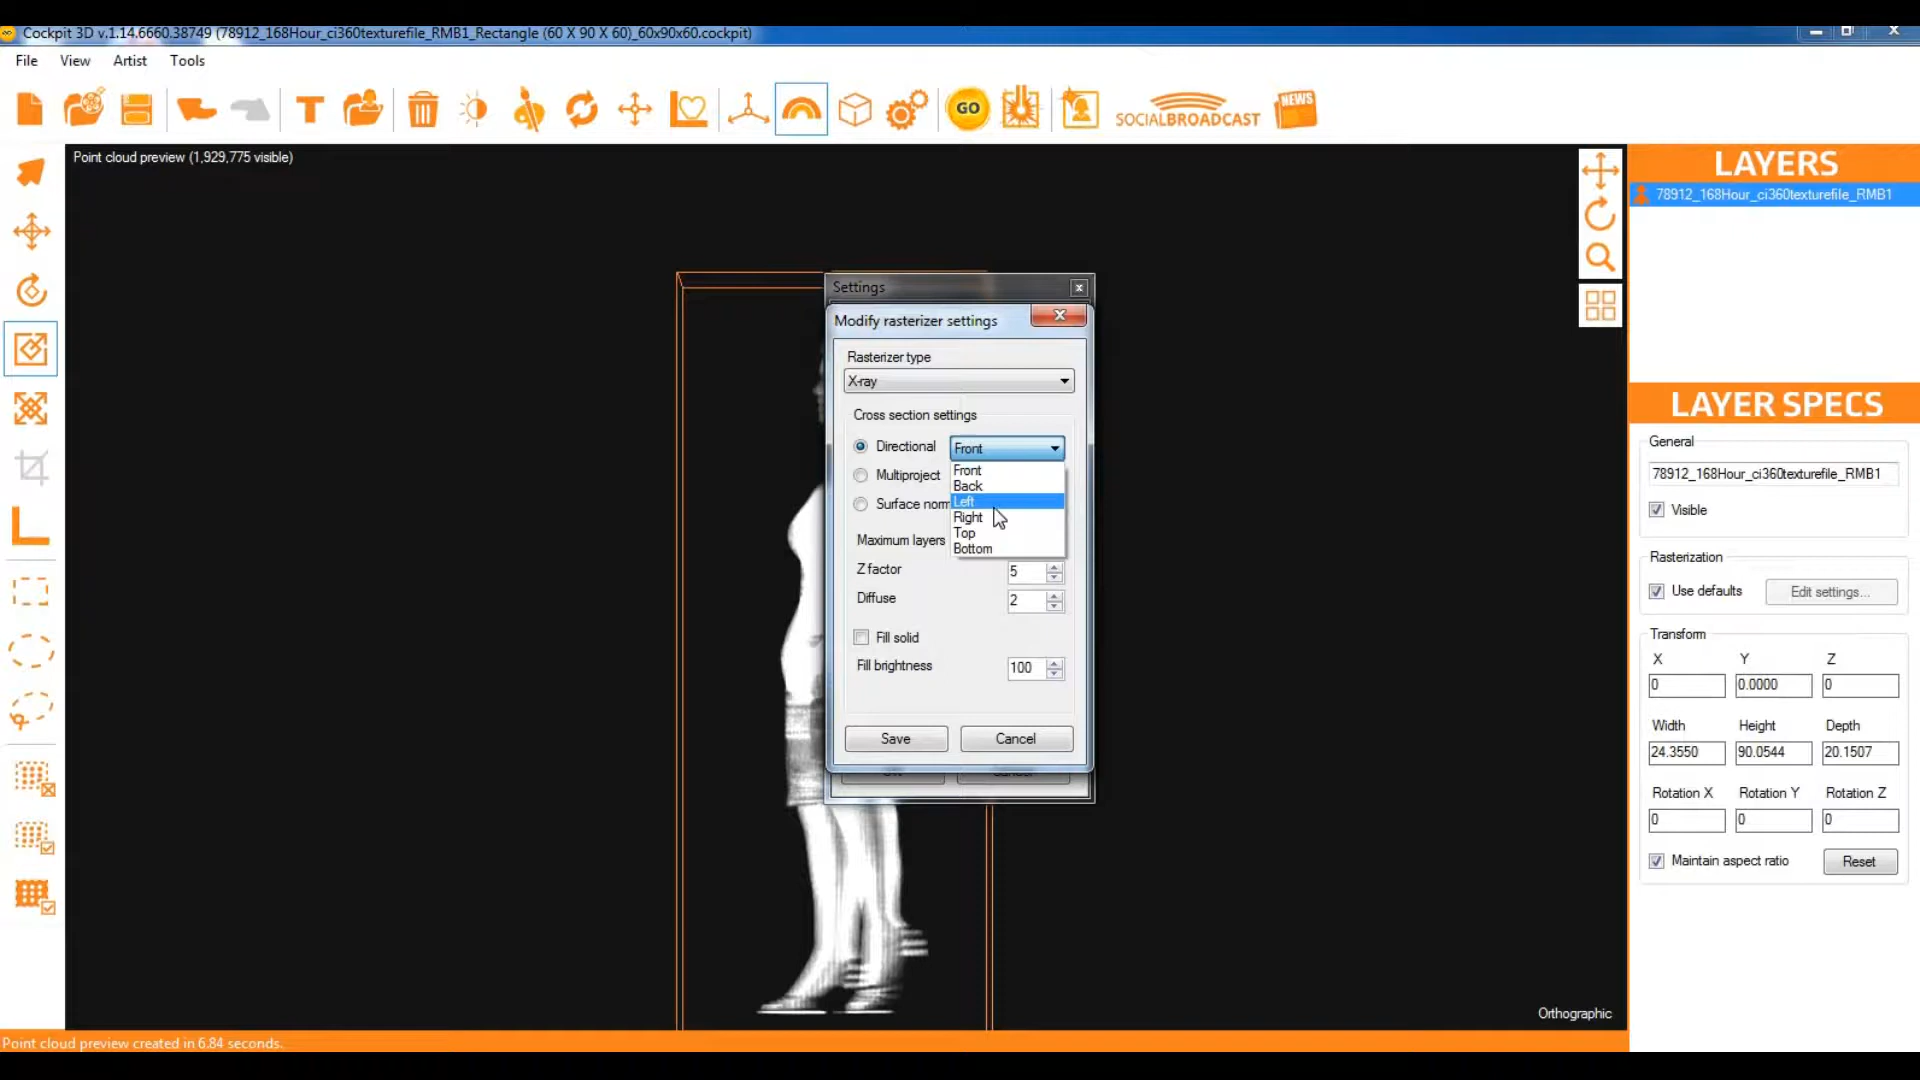 Cockpit 3D v.1.14.6660.38749 (78912_168Hour_ci360texturefile_RMB1_Rectangle (60 X 90 X 60)_60x90x60.cockpit)
File View Artist Tools
T GO SOCIALBROADCAST NEWS
Point cloud preview (1,929,775 visible)
LAYERS
78912_168Hour_ci360texturefile_RMB1
Settings
Modify rasterizer settings
Rasterizer type
X-ray
Cross section settings
Directional Front
Front
Multiproject Back
Left
Surface norm Right
Top
Maximum layers Bottom
Z factor 5
Diffuse 2
Fill solid
Fill brightness 100
Save Cancel
LAYER SPECS
General
78912_168Hour_ci360texturefile_RMB1
Visible
Rasterization
Use defaults Edit settings...
Transform
X Y Z
0 0.0000 0
Width Height Depth
24.3550 90.0544 20.1507
Rotation X Rotation Y Rotation Z
0 0 0
Maintain aspect ratio Reset
Orthographic
Point cloud preview created in 6.84 seconds.